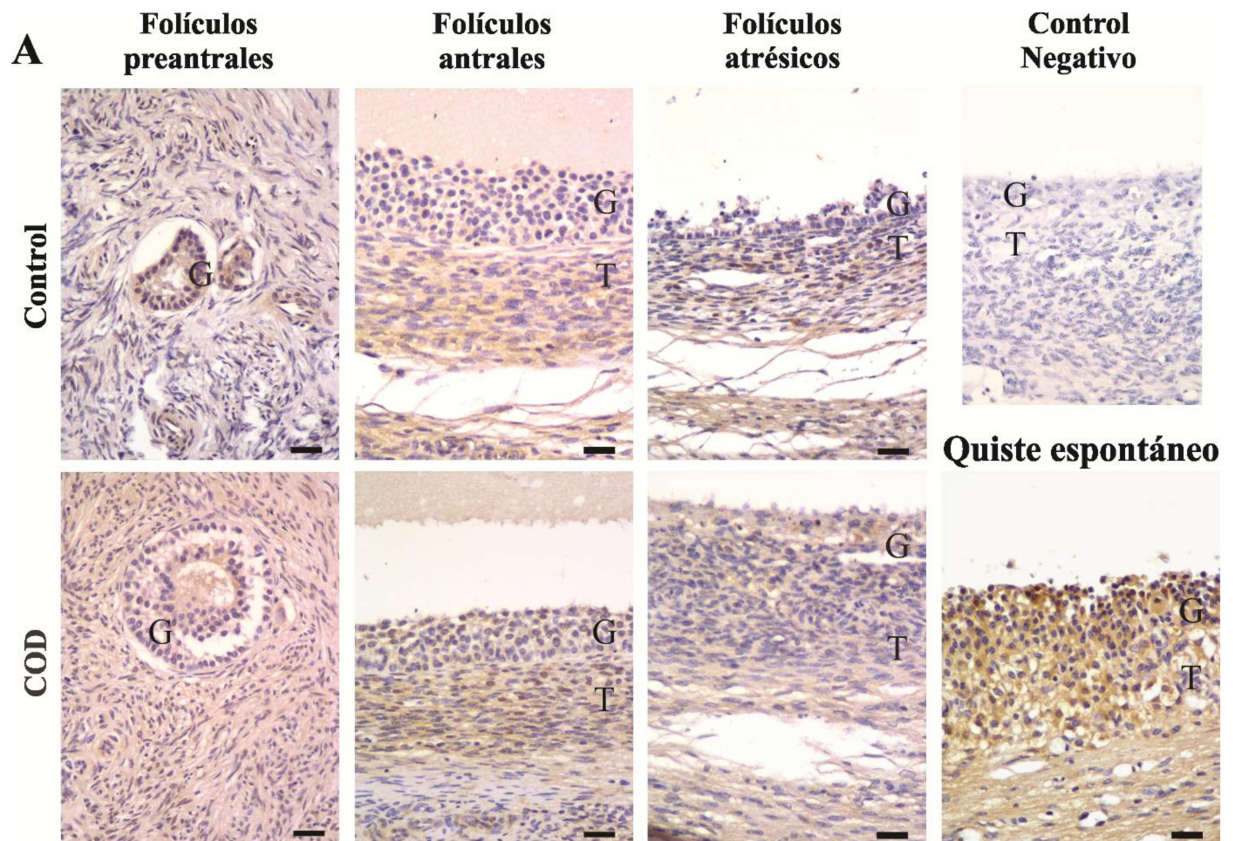 A
Folículos
preantrales
Folículos
antrales
Folículos
atrésicos
Control
Negativo
Control
G
G
T
G
T
G
T
Quiste espontáneo
COD
G
G
T
G
T
G
T